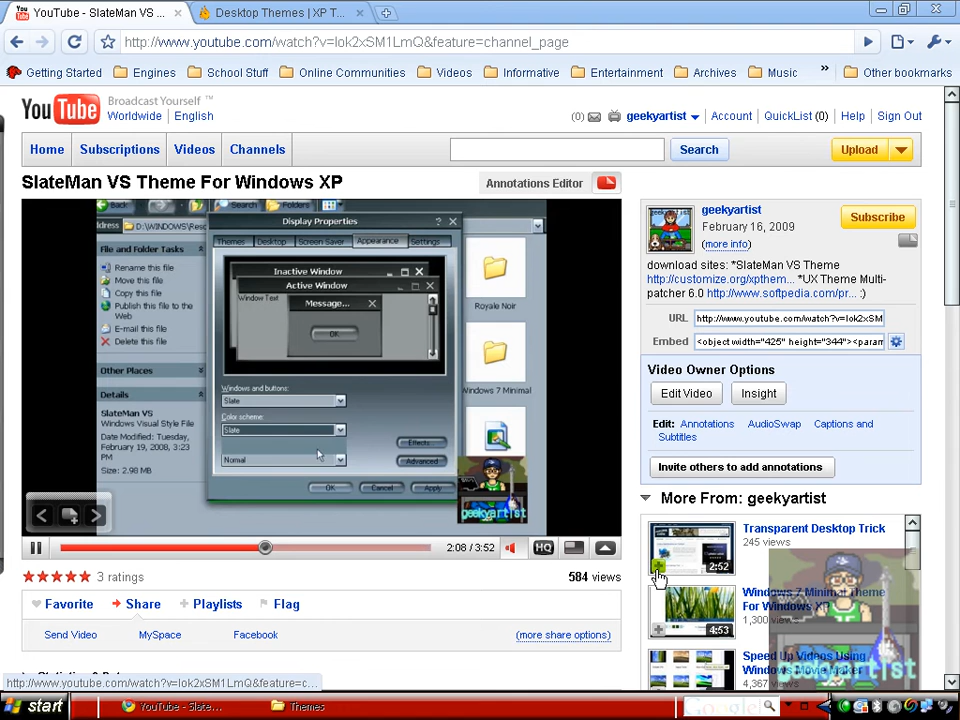 YouTube - SlateMan VS ...
Desktop Themes | XP T...
http://www.youtube.com/watch?v=lok2xSM1LmQ&feature=channel_page
Getting Started
Engines
School Stuff
Online Communities
Videos
Informative
Entertainment
Archives
Music
»
Other bookmarks
YouTube
Broadcast Yourself ™
Worldwide
English
(0)
geekyartist
Account
QuickList (0)
Help
Sign Out
Home
Subscriptions
Videos
Channels
Search
Upload
SlateMan VS Theme For Windows XP
Annotations Editor
Back
Search
Folders
D:\WINDOWS\Reso
File and Folder Tasks
Rename this file
Move this file
Copy this file
Publish this file to the
Web
E-mail this file
Delete this file
Other Places
Details
SlateMan VS
Windows Visual Style File
Date Modified: Tuesday,
February 19, 2008, 3:23
PM
Size: 2.98 MB
Display Properties
Themes
Desktop
Screen Saver
Appearance
Settings
Inactive Window
Active Window
Window Text
Message...
OK
Windows and buttons:
Slate
Color scheme:
Slate
Normal
Effects
Advanced
OK
Cancel
Apply
Royale Noir
Windows 7 Minimal
geekyartist
2:08 / 3:52
HQ
3 ratings
584 views
Favorite
Share
Playlists
Flag
Send Video
MySpace
Facebook
(more share options)
geekyartist
February 16, 2009
(more info)
Subscribe
download sites: *SlateMan VS Theme
http://customize.org/xpthem... *UX Theme Multi-
patcher 6.0 http://www.softpedia.com/pr... :)
URL
http://www.youtube.com/watch?v=lok2xSM
Embed
<object width="425" height="344"><param
Video Owner Options
Edit Video
Insight
Edit:
Annotations
AudioSwap
Captions and
Subtitles
Invite others to add annotations
More From: geekyartist
2:52
Transparent Desktop Trick
245 views
4:53
Windows 7 Minimal Theme
For Windows XP
1,300 views
Speed Up Videos Using
Windows Movie Maker
4,367 views
geekyartist
http://www.youtube.com/watch?v=lok2xSM1LmQ&feature=c...
start
YouTube - Slate...
Themes
Google